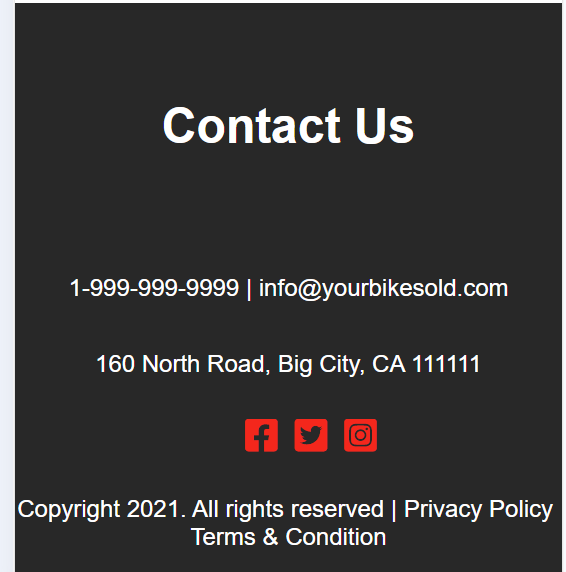 Contact Us
1-999-999-9999 | info@yourbikesold.com
160 North Road, Big City, CA 111111
Copyright 2021. All rights reserved | Privacy Policy
Terms & Condition